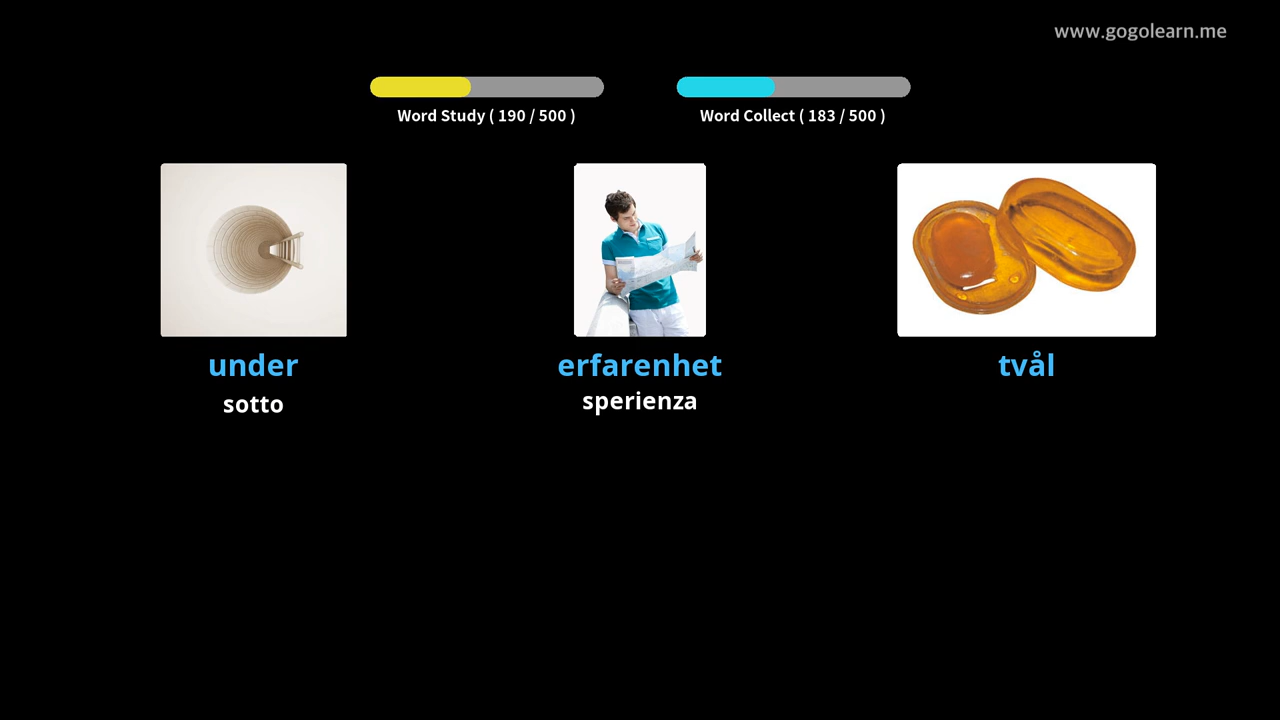 www.gogolearn.me
Word Study ( 190 / 500 )
Word Collect ( 183 / 500 )
under
erfarenhet
tvål
sotto
sperienza